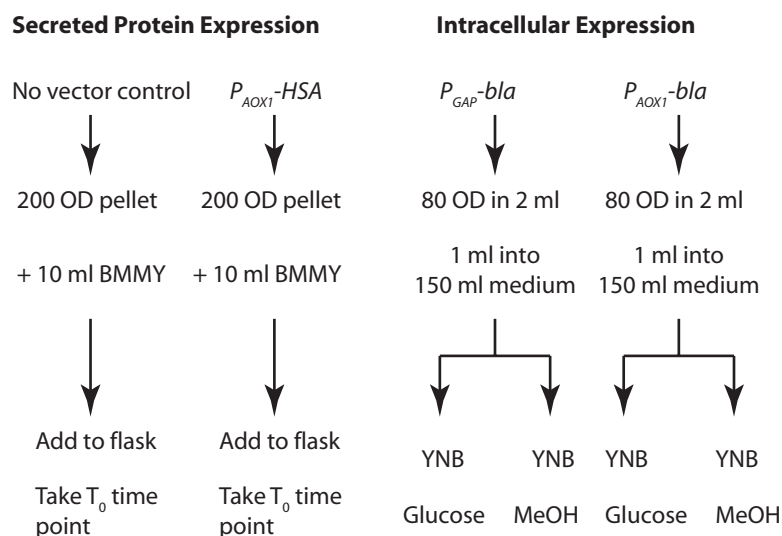 Secreted Protein Expression
Intracellular Expression
No vector control
P_AOX1-HSA
P_GAP-bla
P_AOX1-bla
200 OD pellet
200 OD pellet
80 OD in 2 ml
80 OD in 2 ml
+ 10 ml BMMY
+ 10 ml BMMY
1 ml into
150 ml medium
1 ml into
150 ml medium
Add to flask
Add to flask
YNB
YNB
YNB
YNB
Take T0 time
point
Take T0 time
point
Glucose
MeOH
Glucose
MeOH